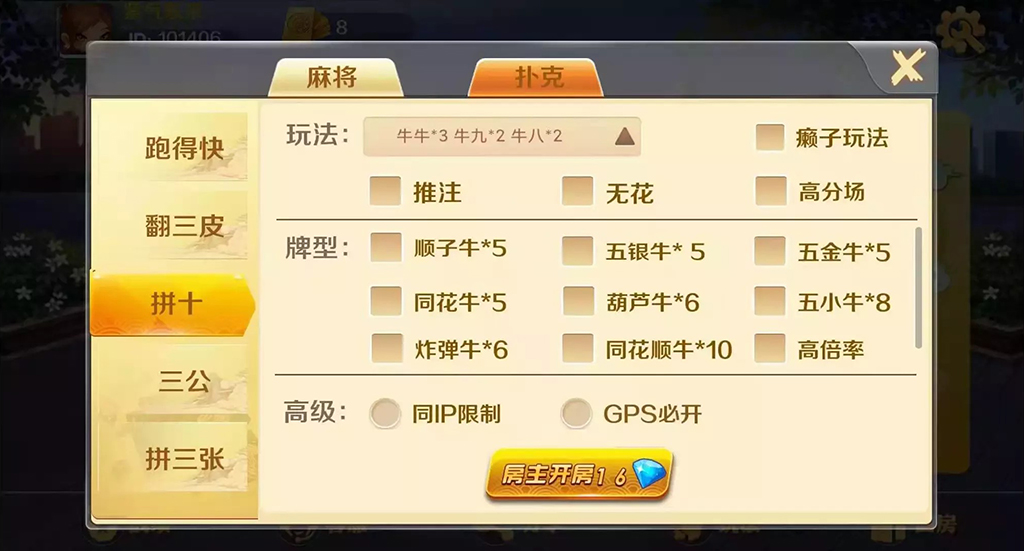 ID: 101406
8
麻将 扑克
跑得快
翻三皮
拼十
三公
拼三张
玩法： 牛牛*3 牛九*2 牛八*2 癞子玩法
推注 无花 高分场
牌型： 顺子牛*5 五银牛* 5 五金牛*5
同花牛*5 葫芦牛*6 五小牛*8
炸弹牛*6 同花顺牛*10 高倍率
高级： 同IP限制 GPS必开
房主开房16